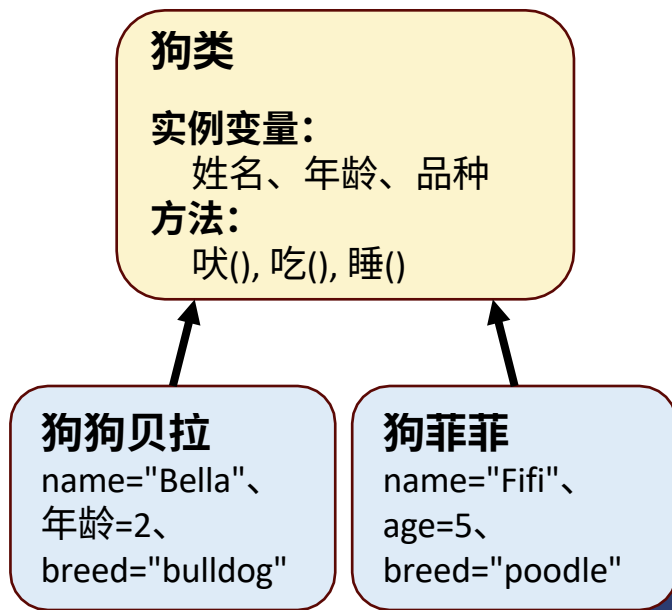 狗类
实例变量：
姓名、年龄、品种
方法：
吠(), 吃(), 睡()
狗狗贝拉
name="Bella"、
年龄=2、
breed="bulldog"
狗菲菲
name="Fifi"、
age=5、
breed="poodle"